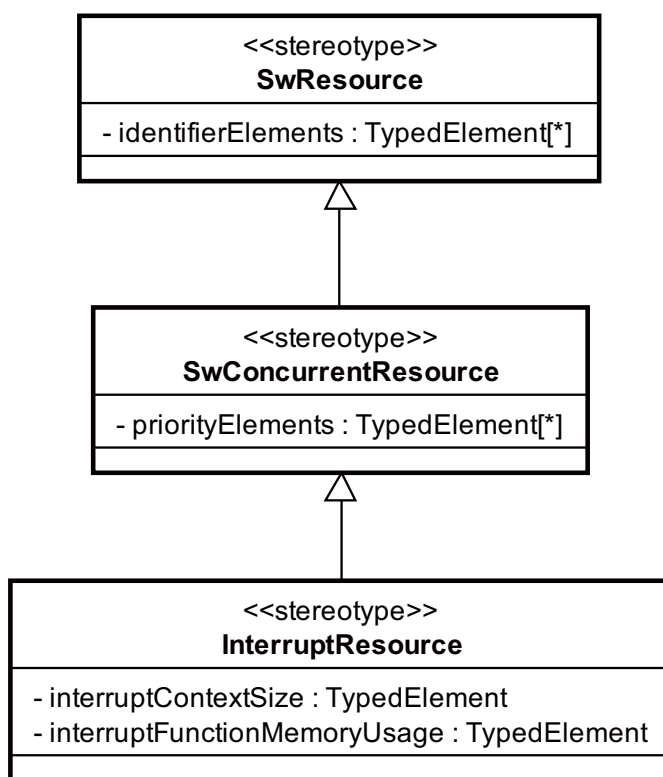 <<stereotype>>
SwResource
- identifierElements : TypedElement[*]
<<stereotype>>
SwConcurrentResource
- priorityElements : TypedElement[*]
<<stereotype>>
InterruptResource
- interruptContextSize : TypedElement
- interruptFunctionMemoryUsage : TypedElement